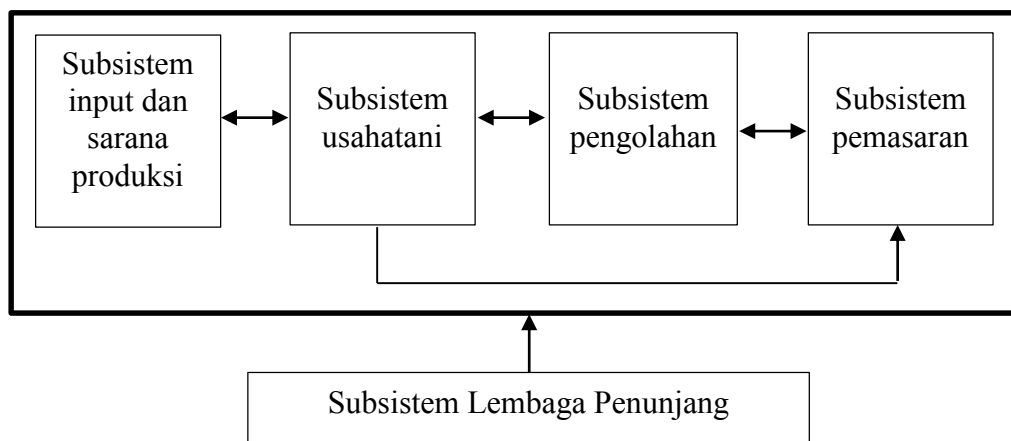 Subsistem
input dan
sarana
produksi
Subsistem
usahatani
Subsistem
pengolahan
Subsistem
pemasaran
Subsistem Lembaga Penunjang